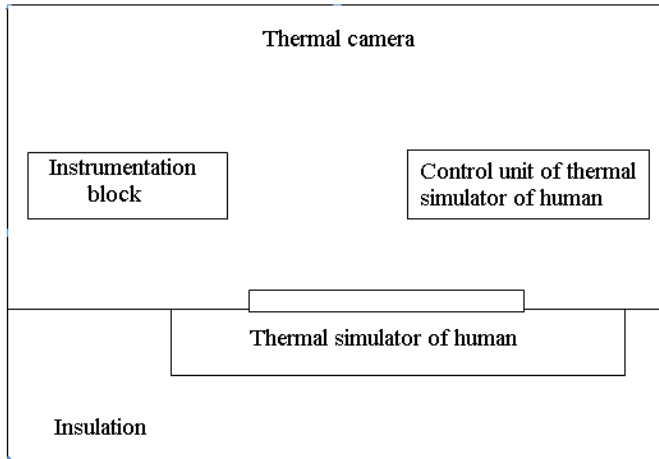 Thermal camera
Instrumentation
block
Control unit of thermal
simulator of human
Thermal simulator of human
Insulation